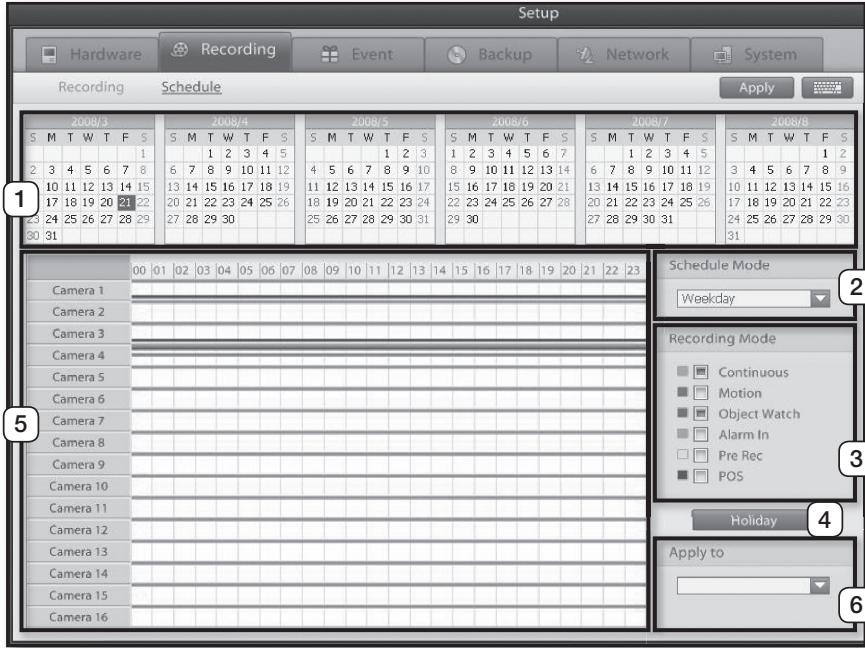 Setup
Hardware Recording Event Backup Network System
Recording Schedule Apply
2008/3 2008/4 2008/5 2008/6 2008/7 2008/8
S M T W T F S S M T W T F S S M T W T F S S M T W T F S S M T W T F S S M T W T F S
1 1 2 3 4 5 1 2 3 1 2 3 4 5 6 7 1 2 3 4 5 1 2
2 3 4 5 6 7 8 6 7 8 9 10 11 12 4 5 6 7 8 9 10 8 9 10 11 12 13 14 6 7 8 9 10 11 12 3 4 5 6 7 8 9
10 11 12 13 14 15 13 14 15 16 17 18 19 11 12 13 14 15 16 17 15 16 17 18 19 20 21 13 14 15 16 17 18 19 10 11 12 13 14 15 16
1
17 18 19 20 21 22 20 21 22 23 24 25 26 18 19 20 21 22 23 24 22 23 24 25 26 27 28 20 21 22 23 24 25 26 17 18 19 20 21 22 23
23 24 25 26 27 28 29 27 28 29 30 25 26 27 28 29 30 31 29 30 27 28 29 30 31 24 25 26 27 28 29 30
30 31 31
00 01 02 03 04 05 06 07 08 09 10 11 12 13 14 15 16 17 18 19 20 21 22 23
Camera 1
Camera 2
Camera 3
Camera 4
Camera 5
Camera 6
Camera 7
Camera 8
Camera 9
Camera 10
Camera 11
Camera 12
Camera 13
Camera 14
Camera 15
Camera 16
5
Schedule Mode
Weekday
2
Recording Mode
Continuous
Motion
Object Watch
Alarm In
Pre Rec
POS
3
Holiday
4
Apply to
6